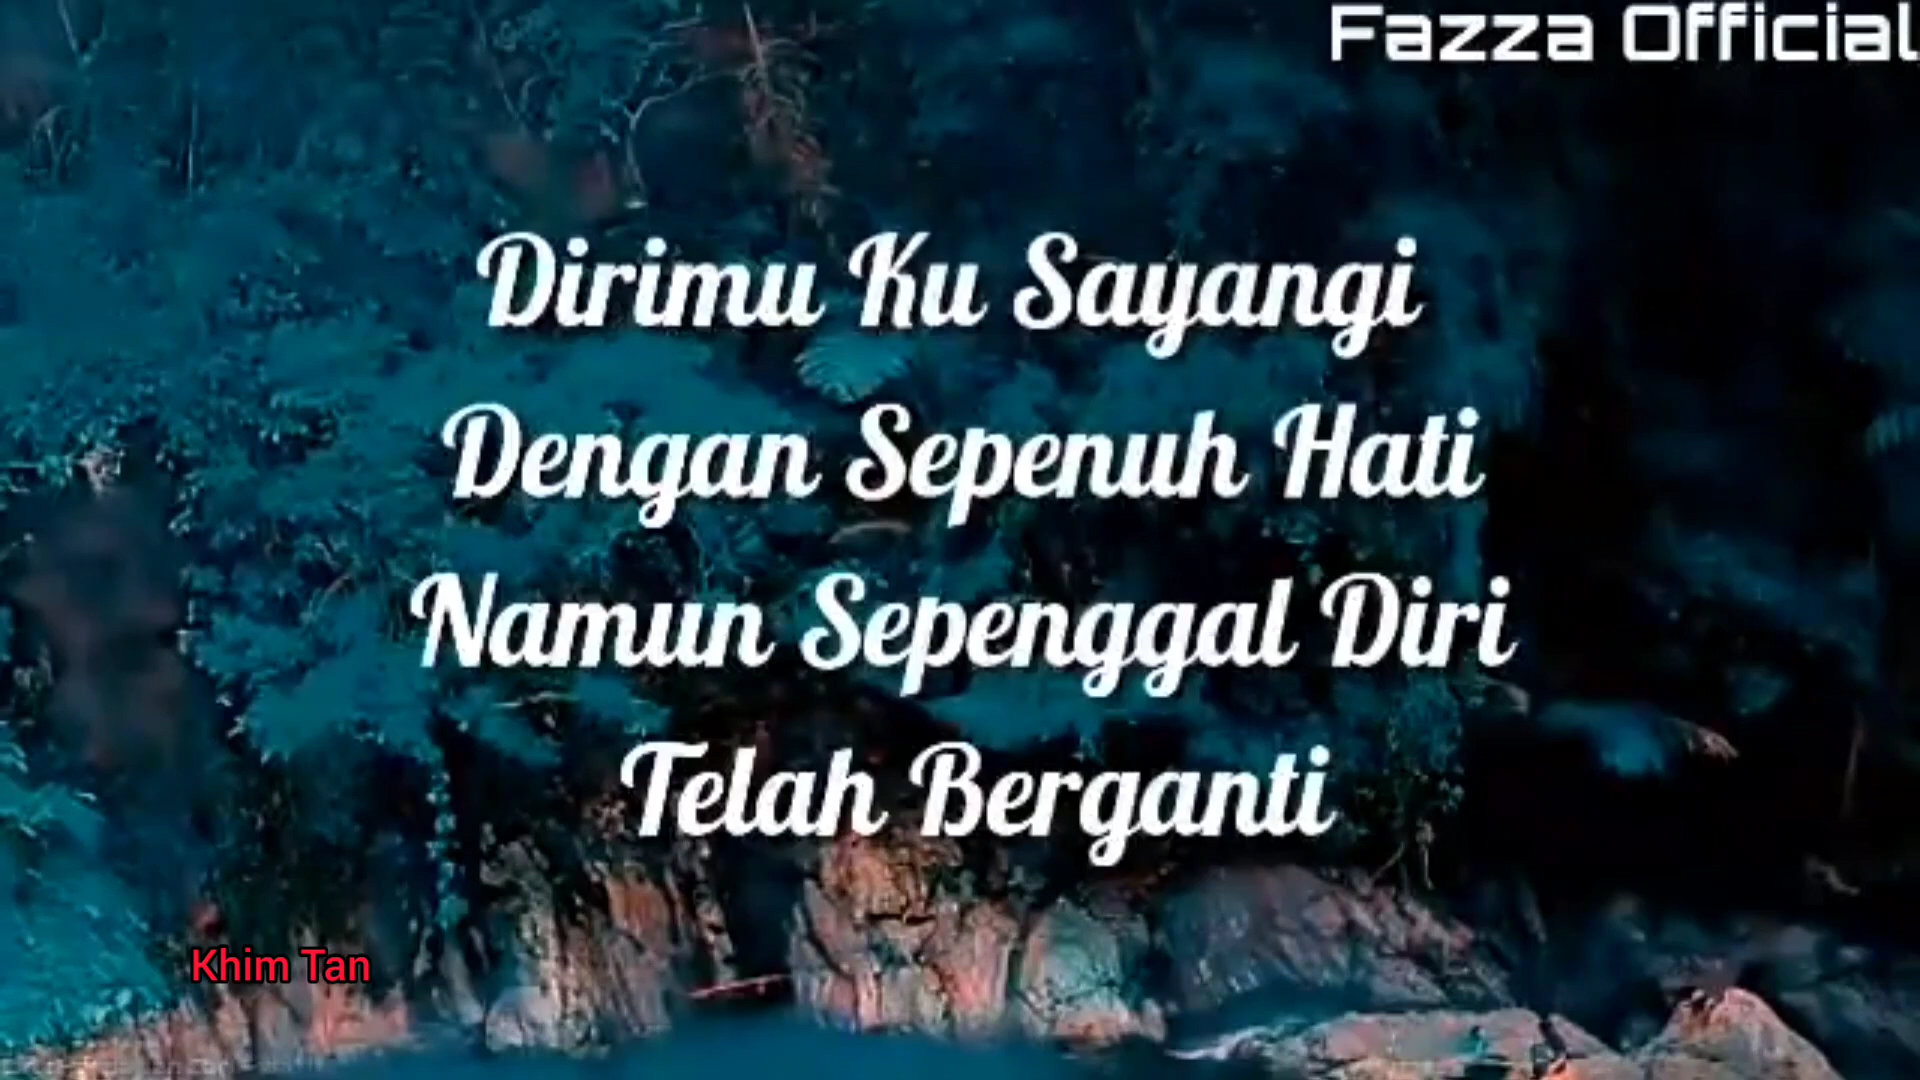 Fazza Official
Dirimu Ku Sayangi
Dengan Sepenuh Hati
Namun Sepenggal Diri
Telah Berganti
Khim Tan